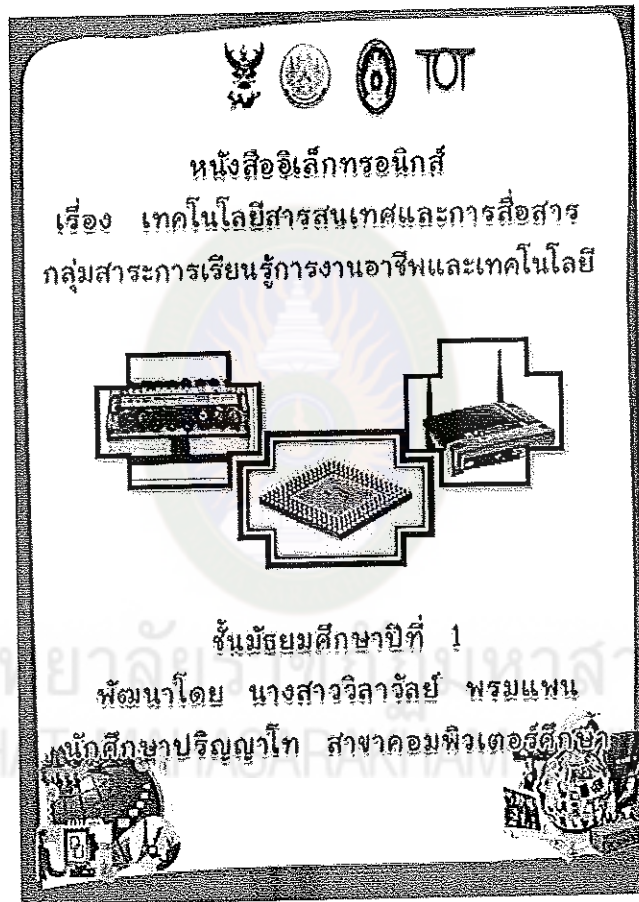 TOT
หนังสืออิเล็กทรอนิกส์
เรื่อง เทคโนโลยีสารสนเทศและการสื่อสาร
กลุ่มสาระการเรียนรู้การงานอาชีพและเทคโนโลยี
ชั้นมัธยมศึกษาปีที่ 1
พัฒนาโดย นางสาววิลาวัลย์ พรมแพน
นักศึกษาปริญญาโท สาขาคอมพิวเตอร์ศึกษา